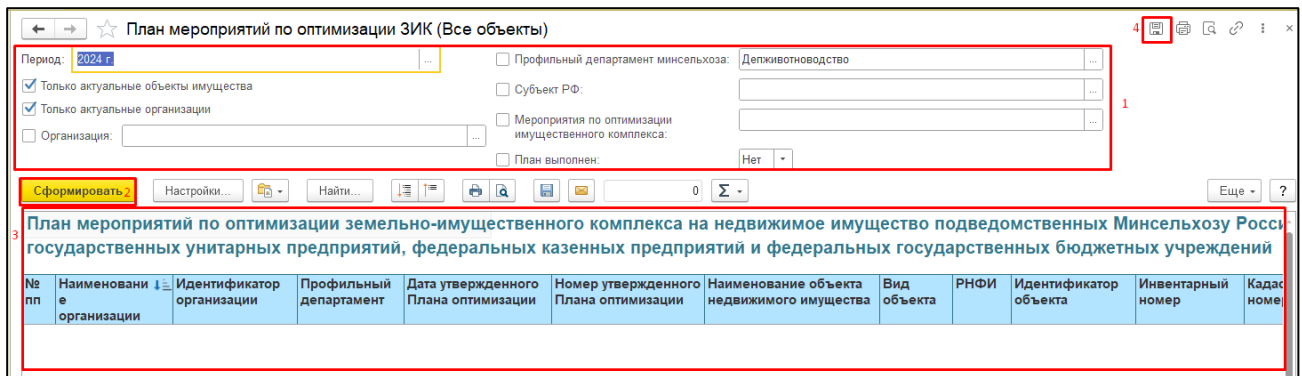 План мероприятий по оптимизации ЗИК (Все объекты)
4
Период: 2024 г. ...
Профильный департамент минсельхоза: Депживотноводство ...
Только актуальные объекты имущества
Субъект РФ: ...
1
Только актуальные организации
Мероприятия по оптимизации имущественного комплекса: ...
Организация: ...
План выполнен: Нет
Сформировать 2 Настройки... Найти... 0 Σ Еще ?
3
План мероприятий по оптимизации земельно-имущественного комплекса на недвижимое имущество подведомственных Минсельхозу Росси
государственных унитарных предприятий, федеральных казенных предприятий и федеральных государственных бюджетных учреждений
№ Наименовани Идентификатор Профильный Дата утвержденного Номер утвержденного Наименование объекта Вид РНФИ Идентификатор Инвентарный Кадас
пп е организации департамент Плана оптимизации Плана оптимизации недвижимого имущества объекта объекта номер номер
организации